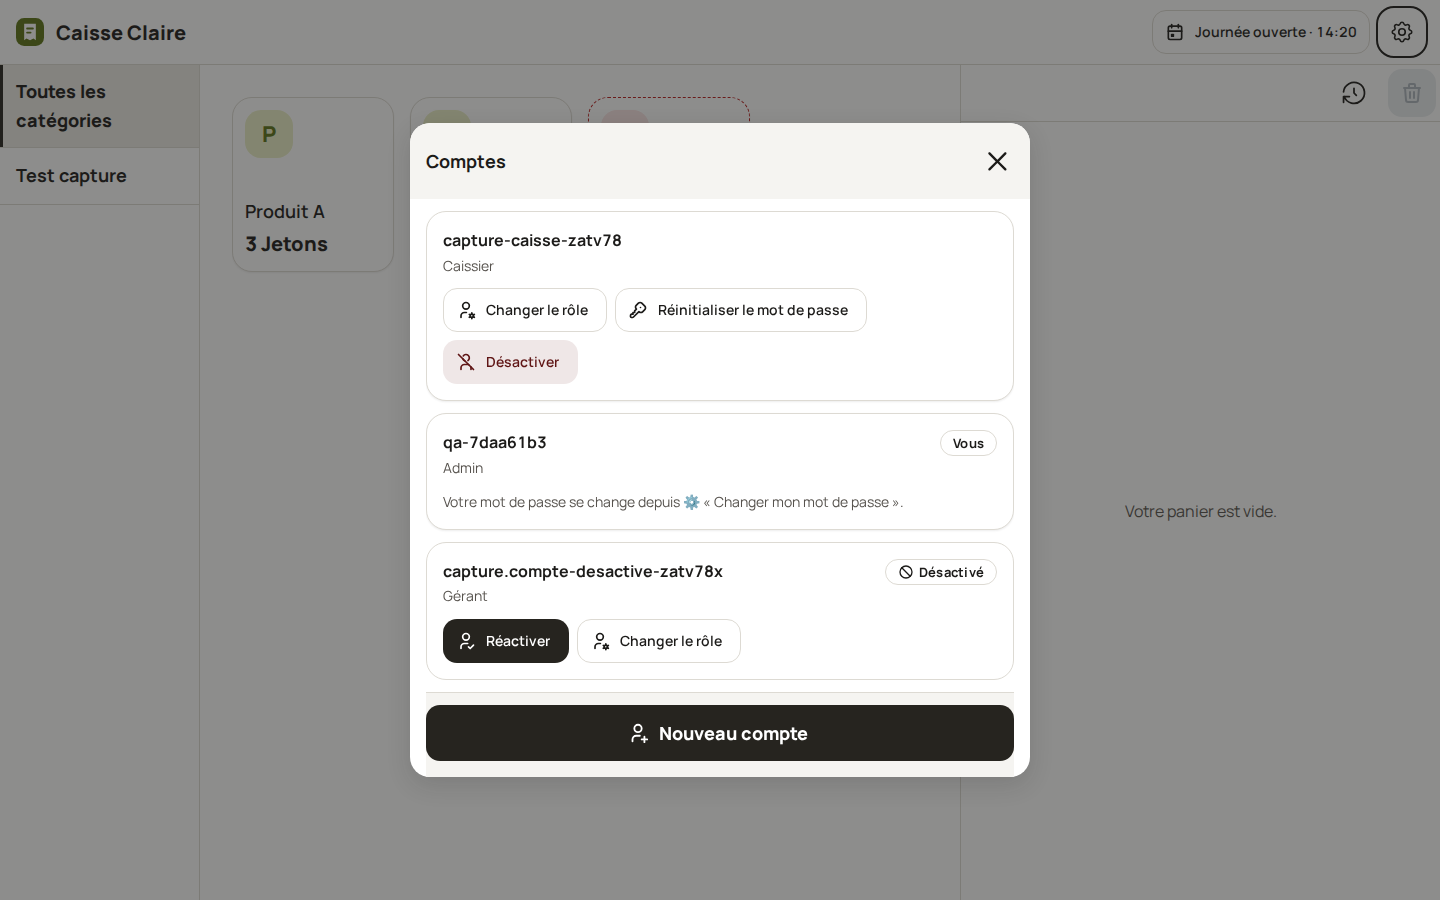 Caisse Claire
Journée ouverte · 14:20
Toutes les
catégories
Test capture
P
Produit A
3 Jetons
Comptes
capture-caisse-zatv78
Caissier
Changer le rôle
Réinitialiser le mot de passe
Désactiver
qa-7daa61b3
Vous
Admin
Votre mot de passe se change depuis ⚙️ « Changer mon mot de passe ».
capture.compte-desactive-zatv78x
Désactivé
Gérant
Réactiver
Changer le rôle
Nouveau compte
Votre panier est vide.